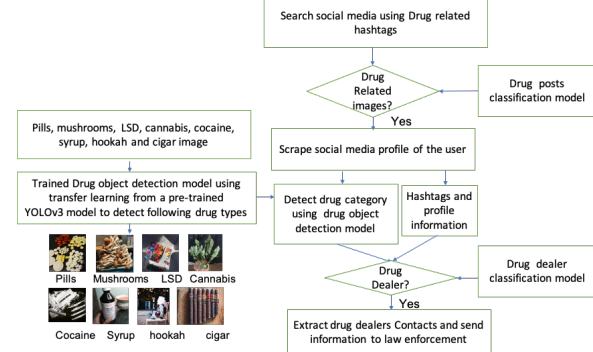 Search social media using Drug related
hashtags
Drug
Related
images?
Drug posts
classification model
Yes
Pills, mushrooms, LSD, cannabis, cocaine,
syrup, hookah and cigar image
Scrape social media profile of the user
Trained Drug object detection model using
transfer learning from a pre-trained
YOLOv3 model to detect following drug types
Detect drug category
using drug object
detection model
Hashtags and
profile
information
Pills Mushrooms LSD Cannabis
Cocaine Syrup hookah cigar
Drug
Dealer?
Drug dealer
classification model
Yes
Extract drug dealers Contacts and send
information to law enforcement